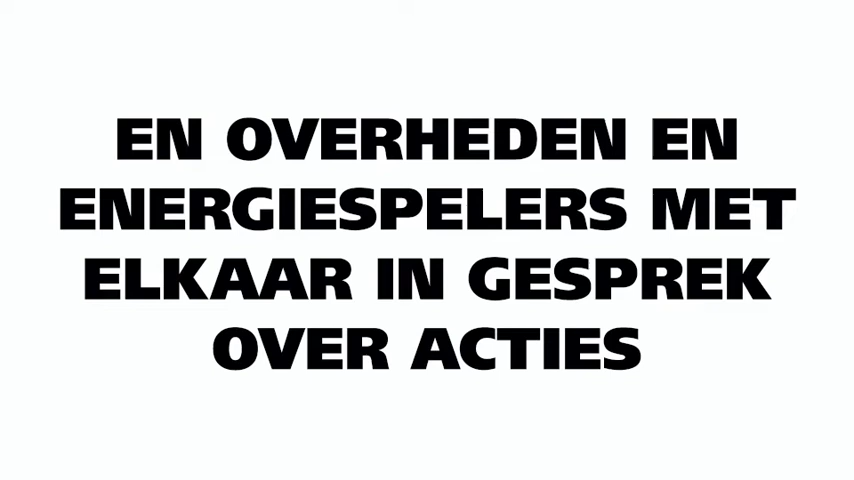 EN OVERHEDEN EN
ENERGIESPELERS MET
ELKAAR IN GESPREK
OVER ACTIES